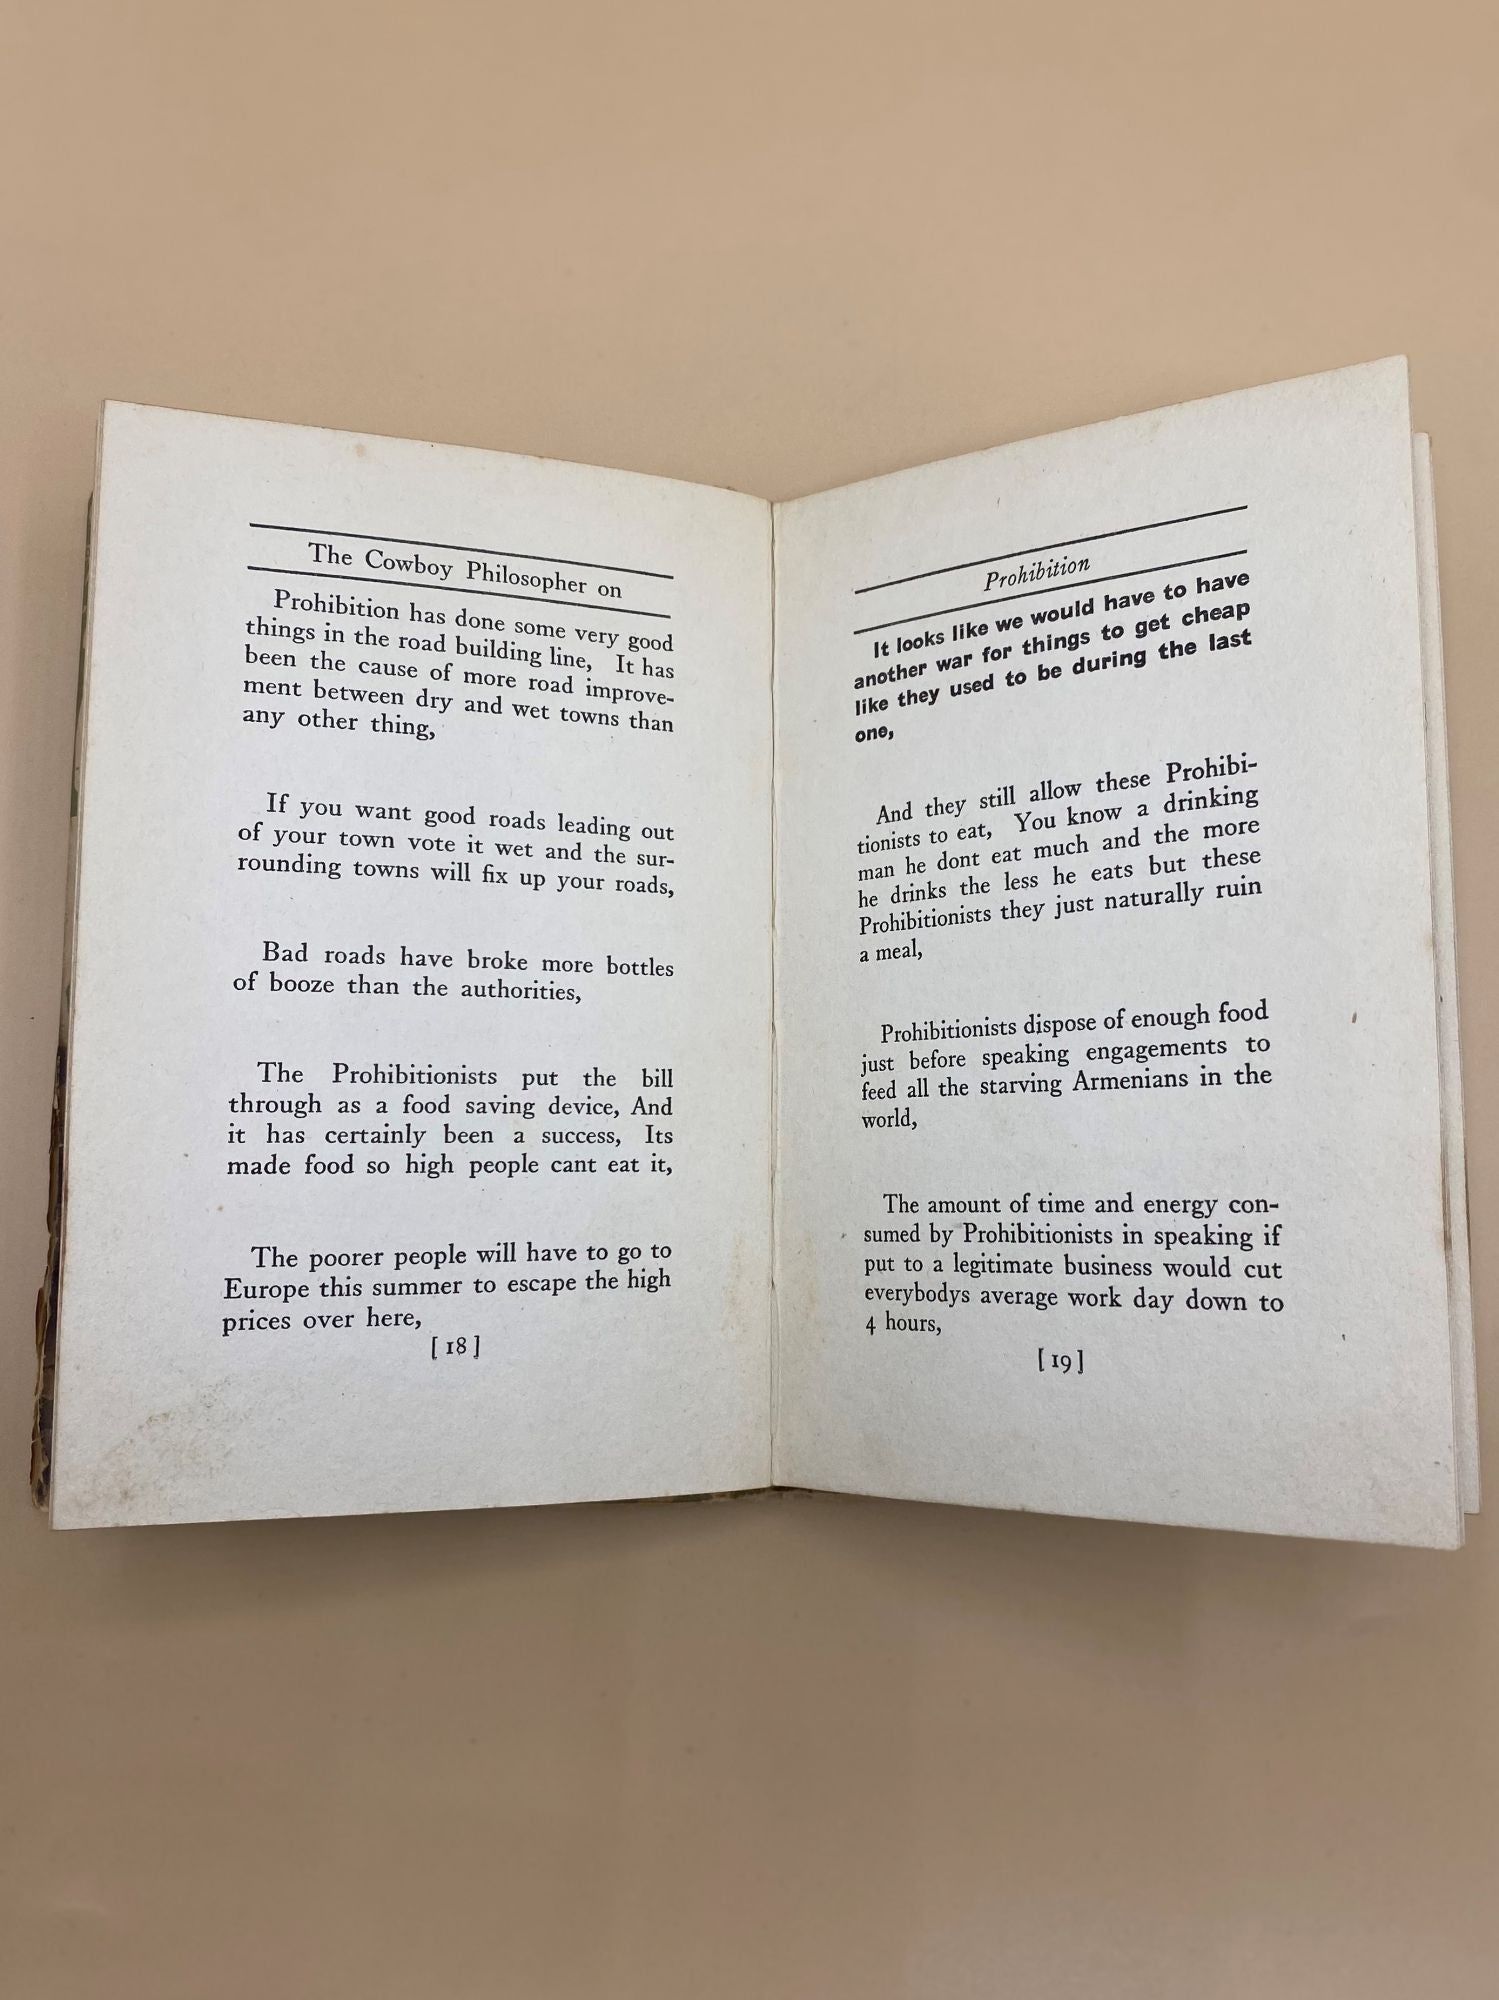 The Cowboy Philosopher on
Prohibition has done some very good
things in the road building line, It has
been the cause of more road improve-
ment between dry and wet towns than
any other thing,
If you want good roads leading out
of your town vote it wet and the sur-
rounding towns will fix up your roads,
Bad roads have broke more bottles
of booze than the authorities,
The Prohibitionists put the bill
through as a food saving device, And
it has certainly been a success, Its
made food so high people cant eat it,
The poorer people will have to go to
Europe this summer to escape the high
prices over here,
[ 18 ]
Prohibition
It looks like we would have to have
another war for things to get cheap
like they used to be during the last
one,
And they still allow these Prohibi-
tionists to eat, You know a drinking
man he dont eat much and the more
he drinks the less he eats but these
Prohibitionists they just naturally ruin
a meal,
Prohibitionists dispose of enough food
just before speaking engagements to
feed all the starving Armenians in the
world,
The amount of time and energy con-
sumed by Prohibitionists in speaking if
put to a legitimate business would cut
everybodys average work day down to
4 hours,
[ 19 ]